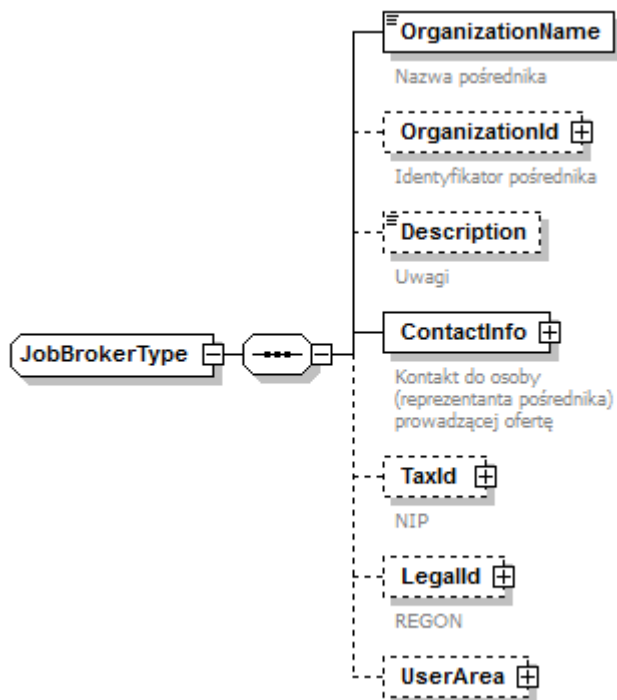 OrganizationName
Nazwa pośrednika
OrganizationId
Identyfikator pośrednika
Description
Uwagi
JobBrokerType
ContactInfo
Kontakt do osoby
(reprezentanta pośrednika)
prowadzącej ofertę
TaxId
NIP
LegalId
REGON
UserArea